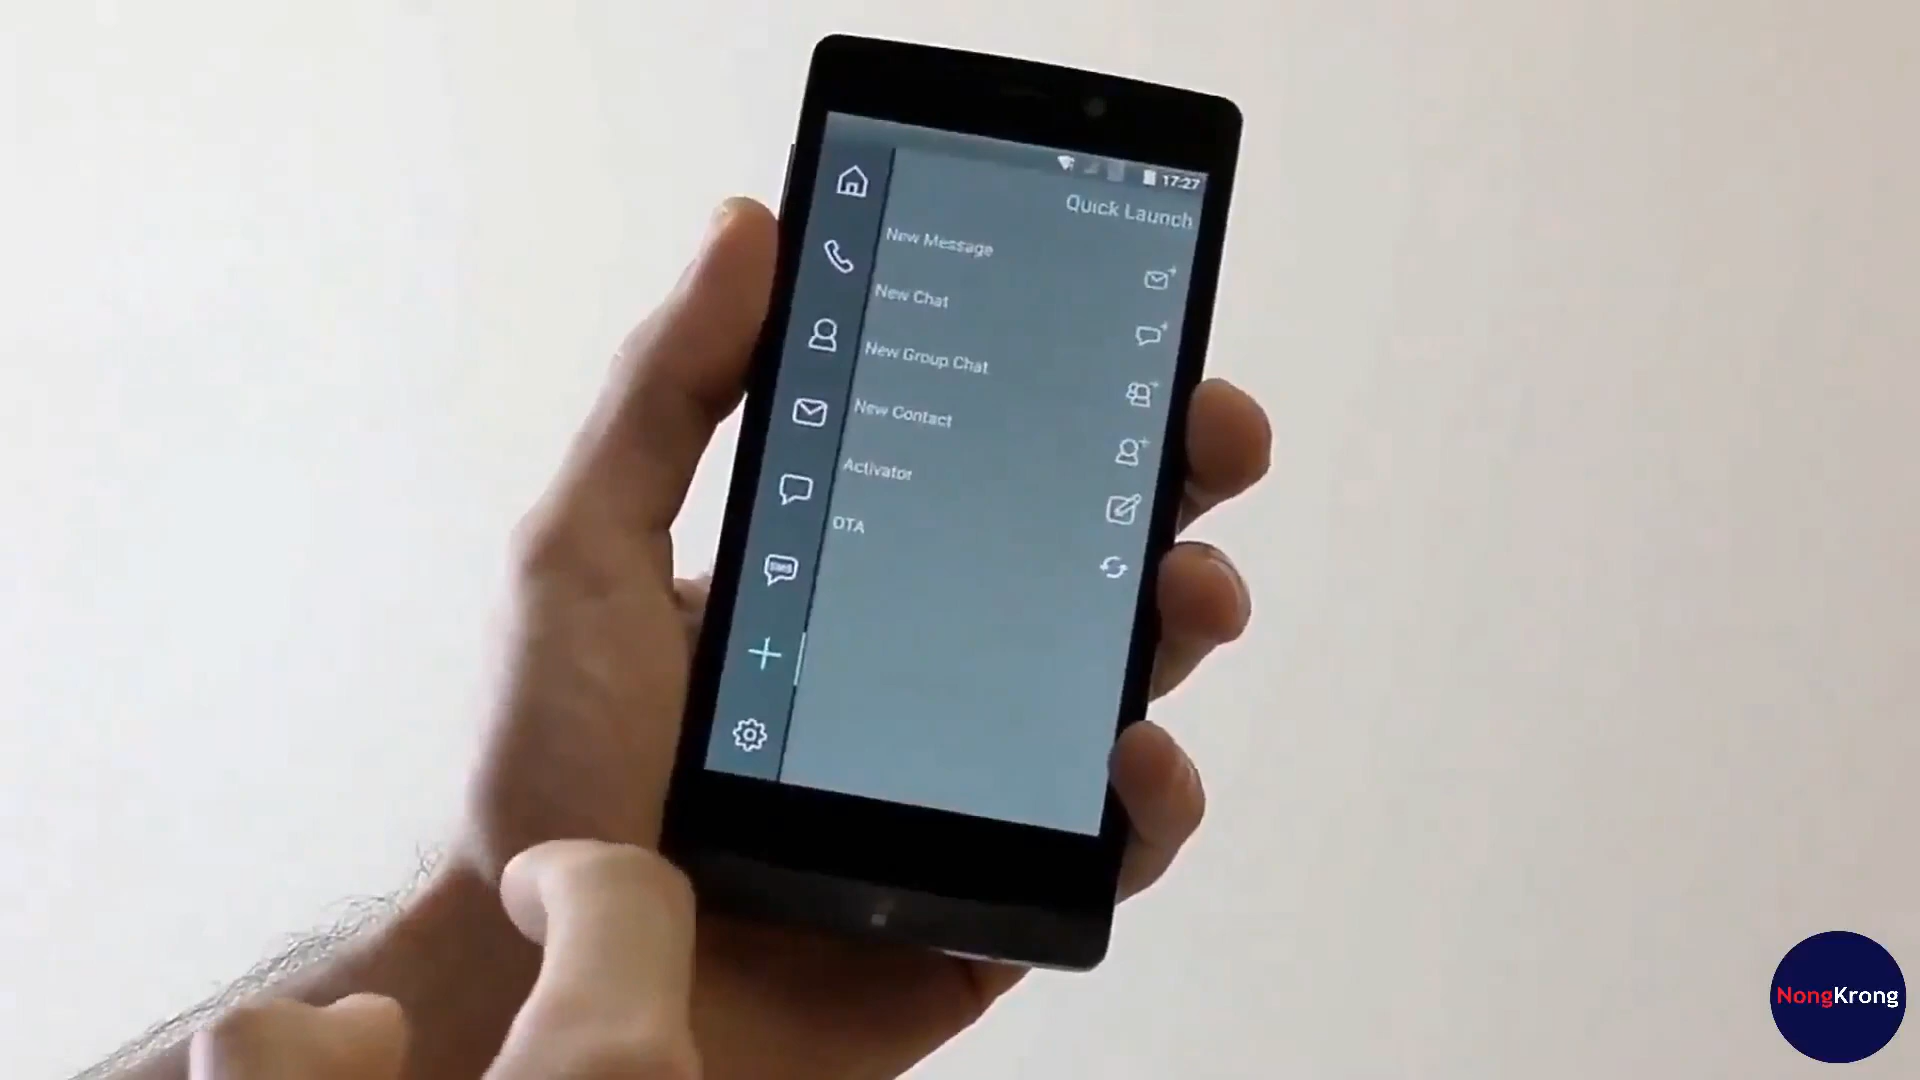 17:27
Quick Launch
New Message
New Chat
New Group Chat
New Contact
Activator
OTA
SMS
NongKrong